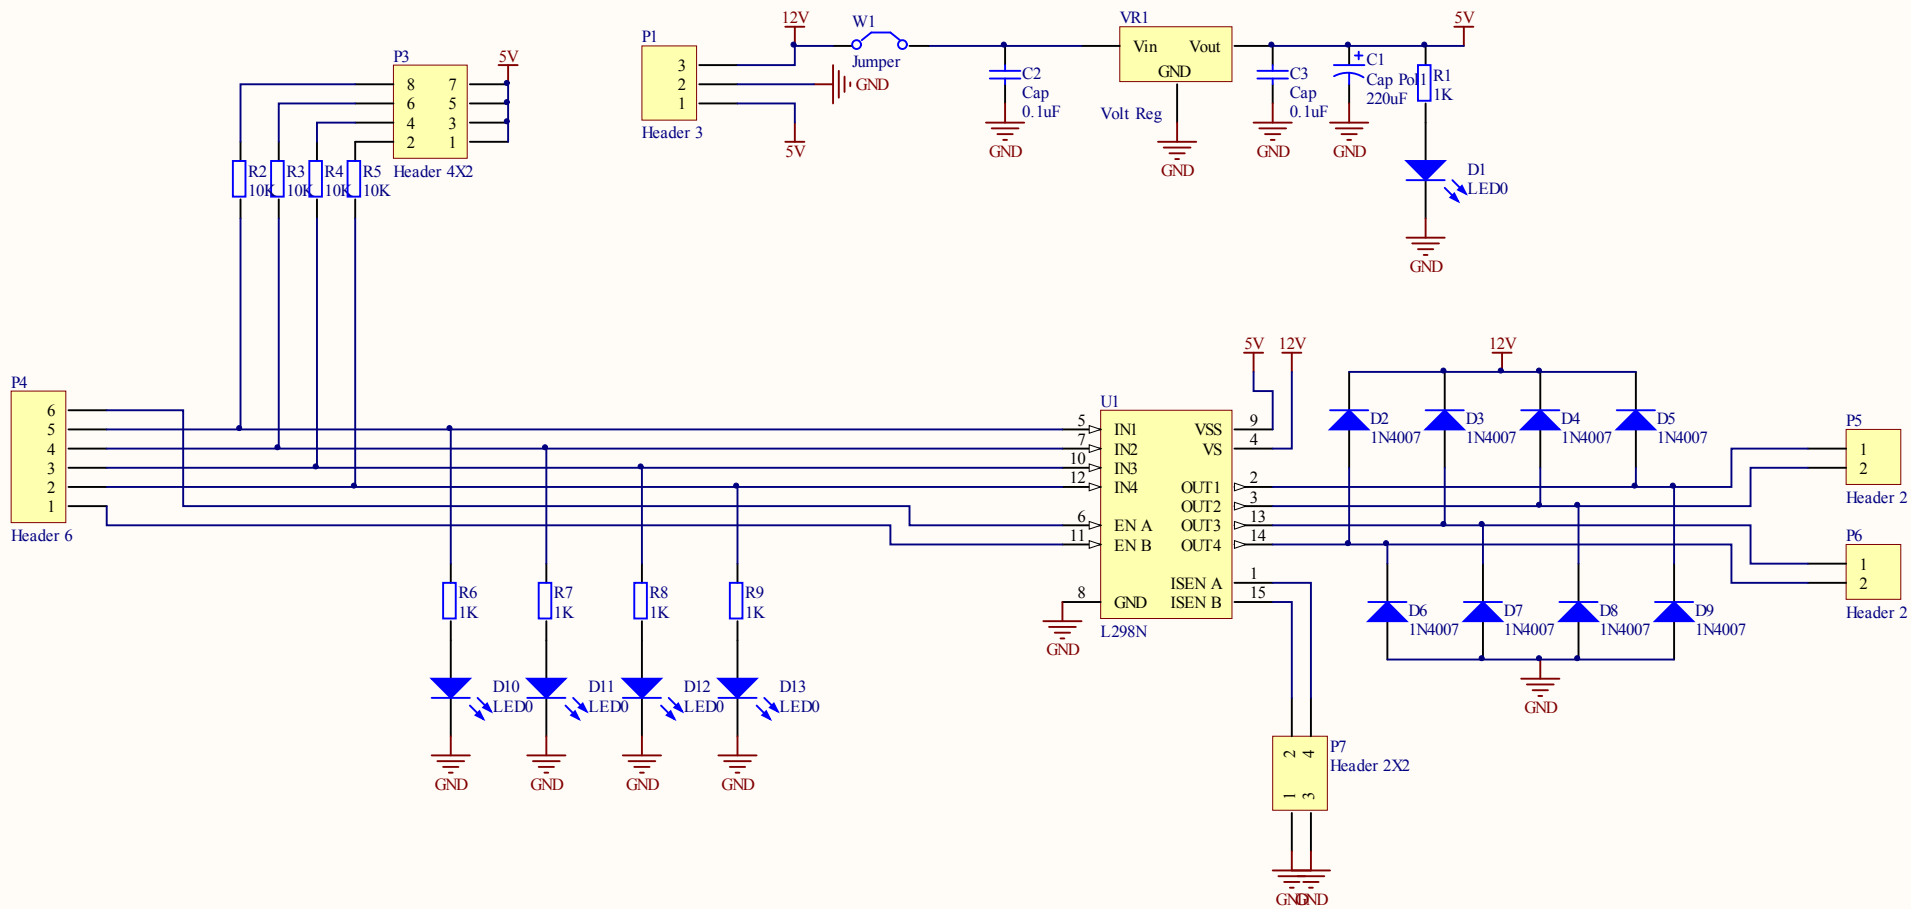 12V
W1
Jumper
P1
3
2
1
Header 3
GND
5V
C2
Cap
0.1uF
GND
VR1
Vin Vout
GND
Volt Reg
GND
C3
Cap
0.1uF
GND
C1
Cap Pol1
220uF
GND
5V
R1
1K
D1
LED0
GND
P3
8 7
6 5
4 3
2 1
Header 4X2
5V
R2
10K
R3
10K
R4
10K
R5
10K
P4
6
5
4
3
2
1
Header 6
R6
1K
R7
1K
R8
1K
R9
1K
D10
LED0
D11
LED0
D12
LED0
D13
LED0
GND
GND
GND
GND
5V
12V
U1
5 IN1 VSS 9
7 IN2 VS 4
10 IN3
12 IN4 OUT1 2
OUT2 3
6 EN A OUT3 13
11 EN B OUT4 14
ISEN A 1
8 GND ISEN B 15
L298N
GND
12V
D2
1N4007
D3
1N4007
D4
1N4007
D5
1N4007
P5
1
2
Header 2
P6
1
2
Header 2
D6
1N4007
D7
1N4007
D8
1N4007
D9
1N4007
GND
P7
Header 2X2
2 4
1 3
GND
GND